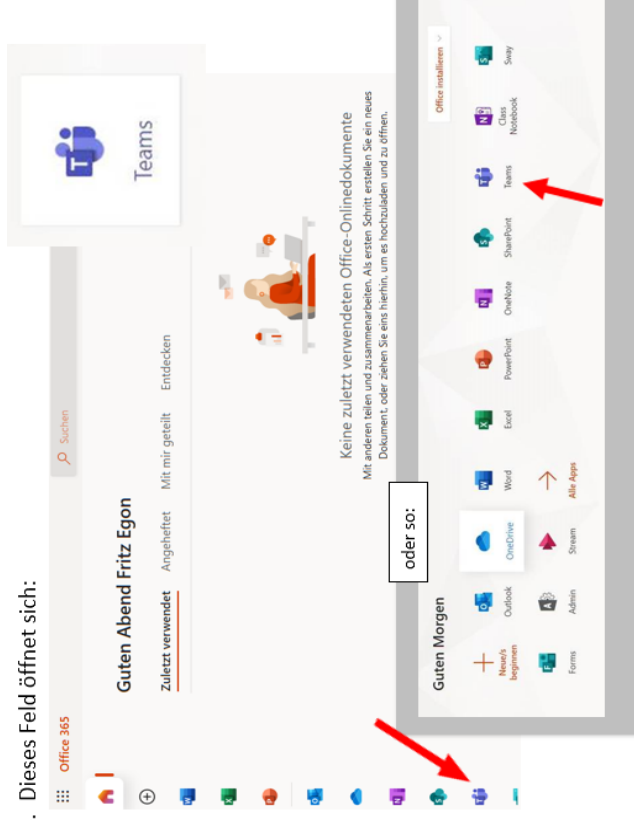 . Dieses Feld öffnet sich:
Office 365
Suchen
Guten Abend Fritz Egon
Zuletzt verwendet Angeheftet Mit mir geteilt Entdecken
Keine zuletzt verwendeten Office-Onlinedokumente
Mit anderen teilen und zusammenarbeiten. Als ersten Schritt erstellen Sie ein neues
Dokument, oder ziehen Sie eins hierhin, um es hochzuladen und zu öffnen.
Teams
oder so:
Guten Morgen
Office installieren
Neue/s
beginnen
Outlook
OneDrive
Word
Excel
PowerPoint
OneNote
SharePoint
Teams
Class
Notebook
Sway
Forms
Admin
Stream
Alle Apps